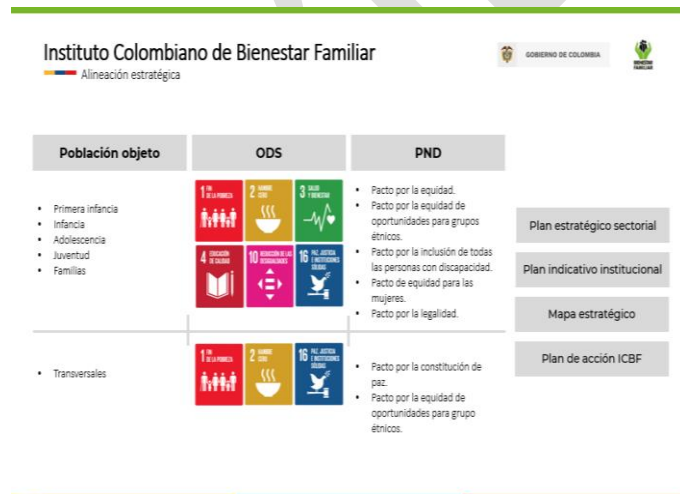 Instituto Colombiano de Bienestar Familiar
Alineación estratégica
GOBIERNO DE COLOMBIA
BIENESTAR
FAMILIAR
Población objeto
ODS
PND
• Primera infancia
• Infancia
• Adolescencia
• Juventud
• Familias
1 FIN
DE LA POBREZA
2 HAMBRE
CERO
3 SALUD
Y BIENESTAR
4 EDUCACIÓN
DE CALIDAD
10 REDUCCIÓN DE LAS
DESIGUALDADES
16 PAZ, JUSTICIA
E INSTITUCIONES
SÓLIDAS
• Pacto por la equidad.
• Pacto por la equidad de
oportunidades para grupos
étnicos.
• Pacto por la inclusión de todas
las personas con discapacidad.
• Pacto de equidad para las
mujeres.
• Pacto por la legalidad.
Plan estratégico sectorial
Plan indicativo institucional
Mapa estratégico
Plan de acción ICBF
• Transversales
1 FIN
DE LA POBREZA
2 HAMBRE
CERO
16 PAZ, JUSTICIA
E INSTITUCIONES
SÓLIDAS
• Pacto por la constitución de
paz.
• Pacto por la equidad de
oportunidades para grupo
étnicos.